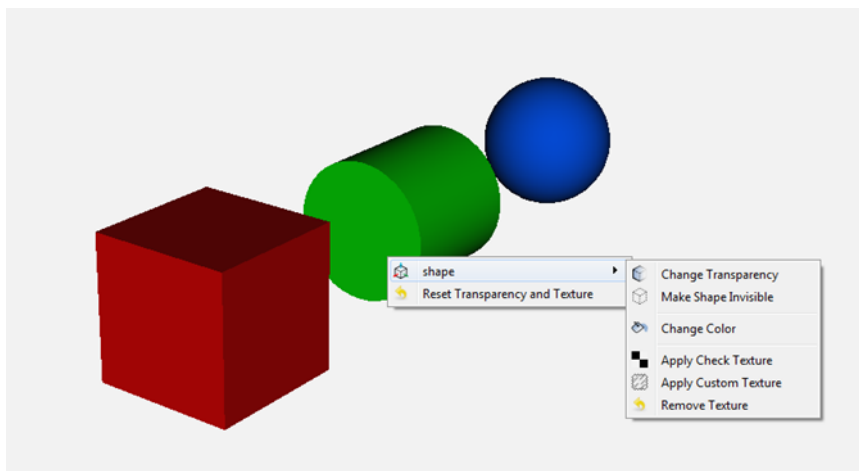 shape
Reset Transparency and Texture
Change Transparency
Make Shape Invisible
Change Color
Apply Check Texture
Apply Custom Texture
Remove Texture